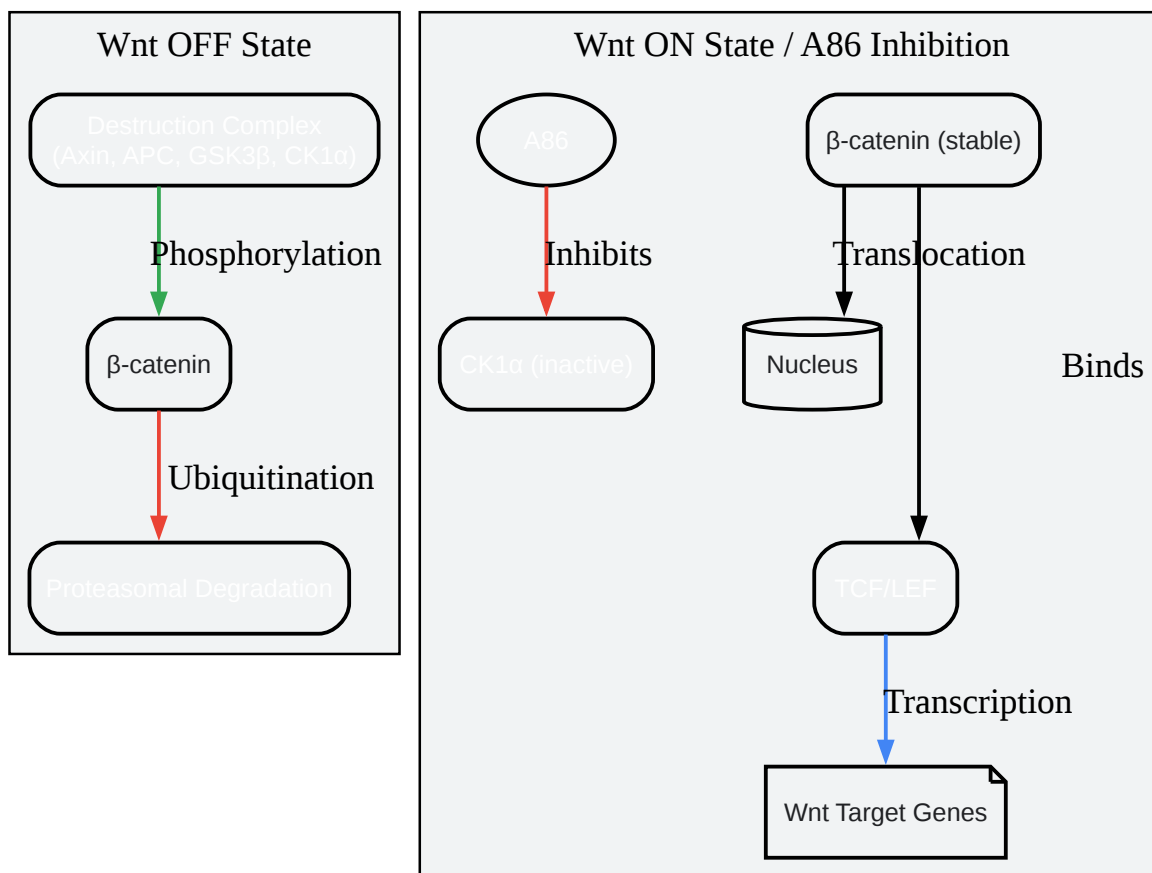 Wnt OFF State
Destruction Complex
(Axin, APC, GSK3β, CK1α)
Phosphorylation
β-catenin
Ubiquitination
Proteasomal Degradation
Wnt ON State / A86 Inhibition
A86
Inhibits
CK1α (inactive)
β-catenin (stable)
Translocation
Nucleus
Binds
TCF/LEF
Transcription
Wnt Target Genes